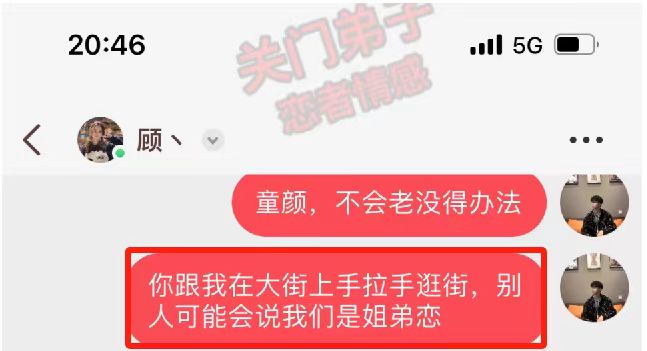 关门弟子
恋者情感
20:46
5G
顾丶
童颜，不会老没得办法
你跟我在大街上手拉手逛街，别
人可能会说我们是姐弟恋